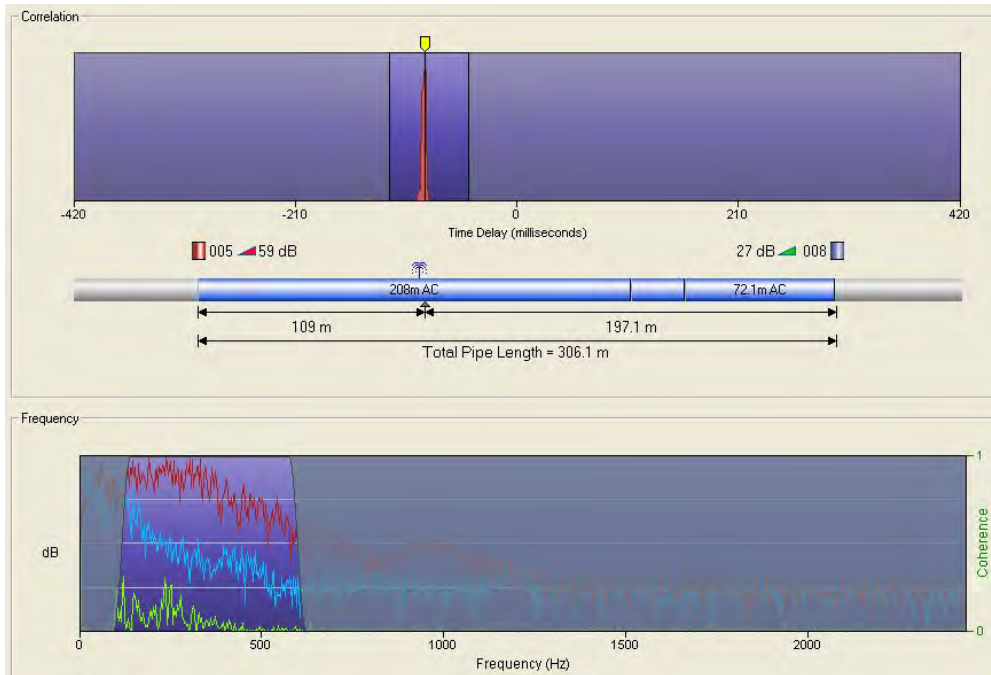 Correlation
-420 -210 0 210 420
Time Delay (milliseconds)
005 59 dB 27 dB 008
208m AC 72.1m AC
109 m 197.1 m
Total Pipe Length = 306.1 m
Frequency
1
dB
Coherence
0
0 500 1000 1500 2000
Frequency (Hz)